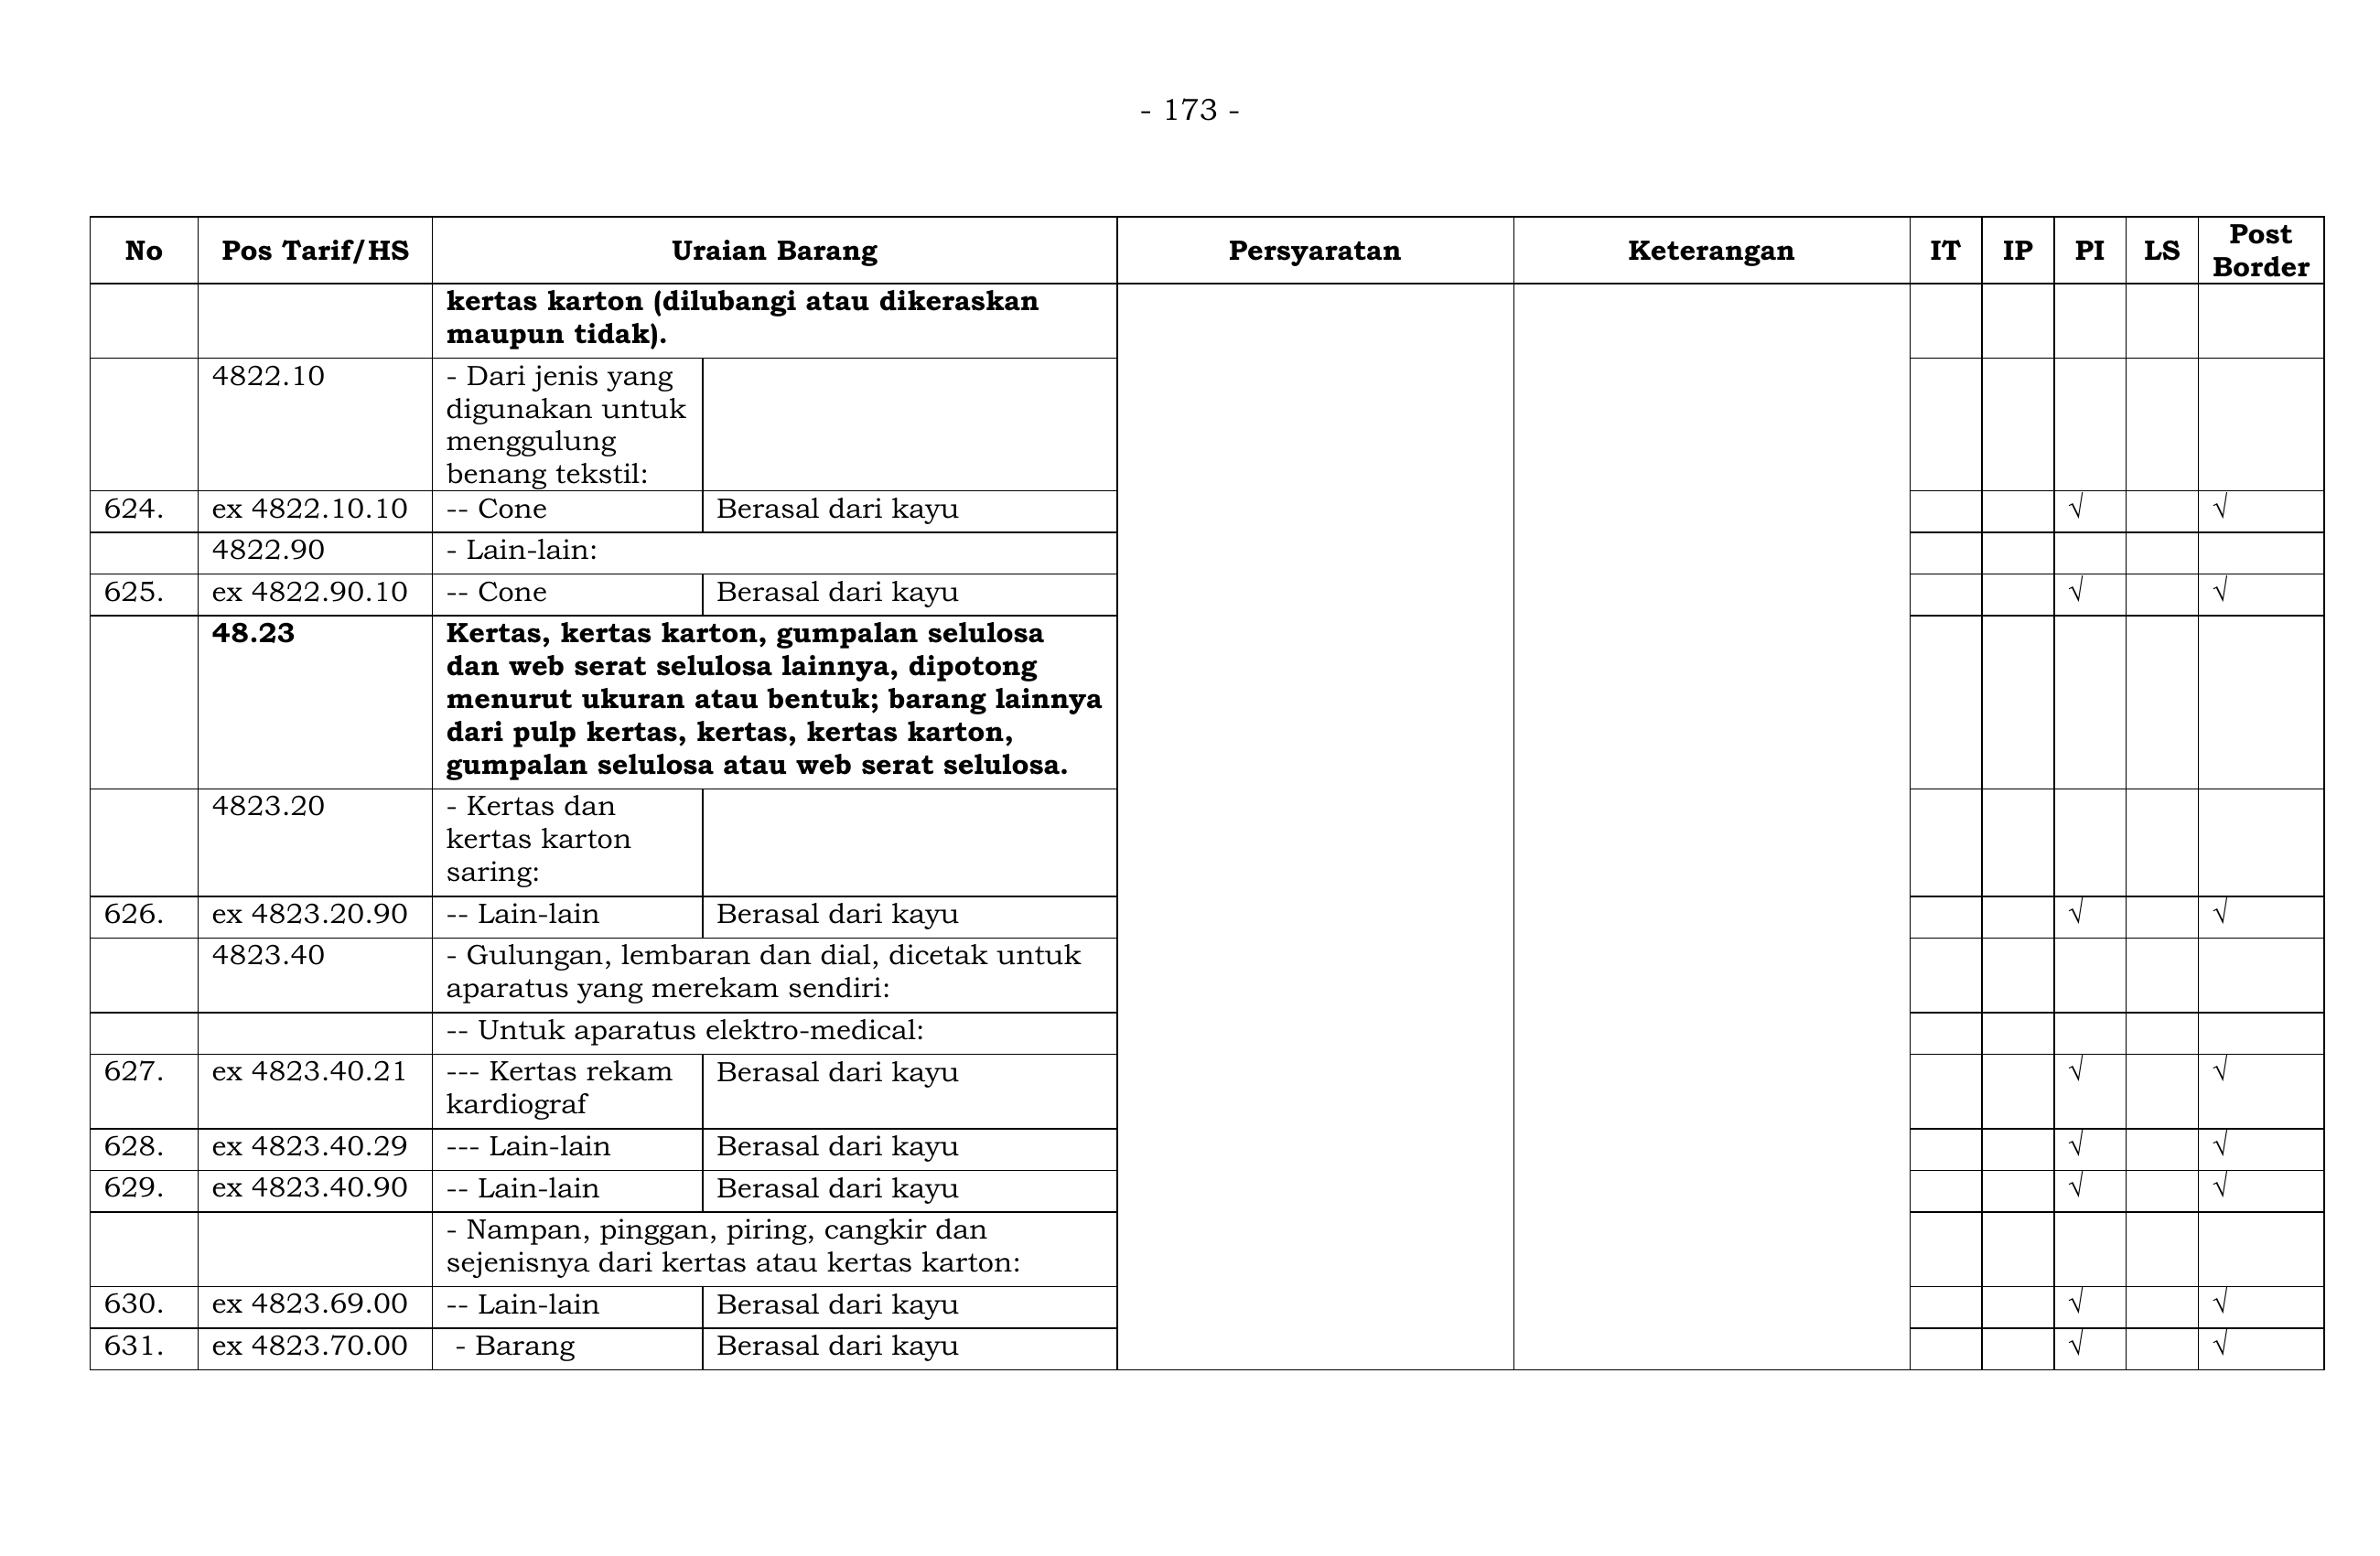 - 173 -
No Pos Tarif/HS Uraian Barang Persyaratan Keterangan IT IP PI LS Post Border
kertas karton (dilubangi atau dikeraskan
maupun tidak).
4822.10 - Dari jenis yang
digunakan untuk
menggulung
benang tekstil:
624. ex 4822.10.10 -- Cone Berasal dari kayu √ √
4822.90 - Lain-lain:
625. ex 4822.90.10 -- Cone Berasal dari kayu √ √
48.23 Kertas, kertas karton, gumpalan selulosa
dan web serat selulosa lainnya, dipotong
menurut ukuran atau bentuk; barang lainnya
dari pulp kertas, kertas, kertas karton,
gumpalan selulosa atau web serat selulosa.
4823.20 - Kertas dan
kertas karton
saring:
626. ex 4823.20.90 -- Lain-lain Berasal dari kayu √ √
4823.40 - Gulungan, lembaran dan dial, dicetak untuk
aparatus yang merekam sendiri:
-- Untuk aparatus elektro-medical:
627. ex 4823.40.21 --- Kertas rekam Berasal dari kayu √ √
kardiograf
628. ex 4823.40.29 --- Lain-lain Berasal dari kayu √ √
629. ex 4823.40.90 -- Lain-lain Berasal dari kayu √ √
- Nampan, pinggan, piring, cangkir dan
sejenisnya dari kertas atau kertas karton:
630. ex 4823.69.00 -- Lain-lain Berasal dari kayu √ √
631. ex 4823.70.00 - Barang Berasal dari kayu √ √